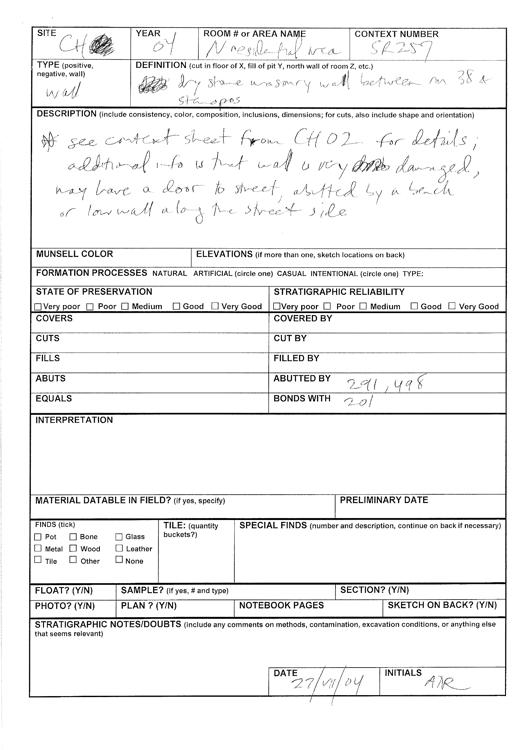 SITE CH YEAR 04 ROOM # or AREA NAME N residential area CONTEXT NUMBER SR257
TYPE (positive, negative, wall) wall DEFINITION (cut in floor of X, fill of pit Y, north wall of room Z, etc.)
dry stone masonry wall between rm 38 &
DESCRIPTION (include consistency, color, composition, inclusions, dimensions; for cuts, also include shape and orientation)
see context sheet from CH02 for details;
additional info is that wall is very damaged,
may have a door to street, abutted by a bench
or low wall along the street side
MUNSELL COLOR ELEVATIONS (if more than one, sketch locations on back)
FORMATION PROCESSES NATURAL ARTIFICIAL (circle one) CASUAL INTENTIONAL (circle one) TYPE:
STATE OF PRESERVATION STRATIGRAPHIC RELIABILITY
Very poor Poor Medium Good Very Good Very poor Poor Medium Good Very Good
COVERS COVERED BY
CUTS CUT BY
FILLS FILLED BY
ABUTS ABUTTED BY 291, 498
EQUALS BONDS WITH 201
INTERPRETATION
MATERIAL DATABLE IN FIELD? (if yes, specify) PRELIMINARY DATE
FINDS (tick) TILE: (quantity buckets?) SPECIAL FINDS (number and description, continue on back if necessary)
Pot Bone Glass
Metal Wood Leather
Tile Other None
FLOAT? (Y/N) SAMPLE? (if yes, # and type) SECTION? (Y/N)
PHOTO? (Y/N) PLAN ? (Y/N) NOTEBOOK PAGES SKETCH ON BACK? (Y/N)
STRATIGRAPHIC NOTES/DOUBTS (include any comments on methods, contamination, excavation conditions, or anything else
that seems relevant)
DATE 27/VII/04 INITIALS